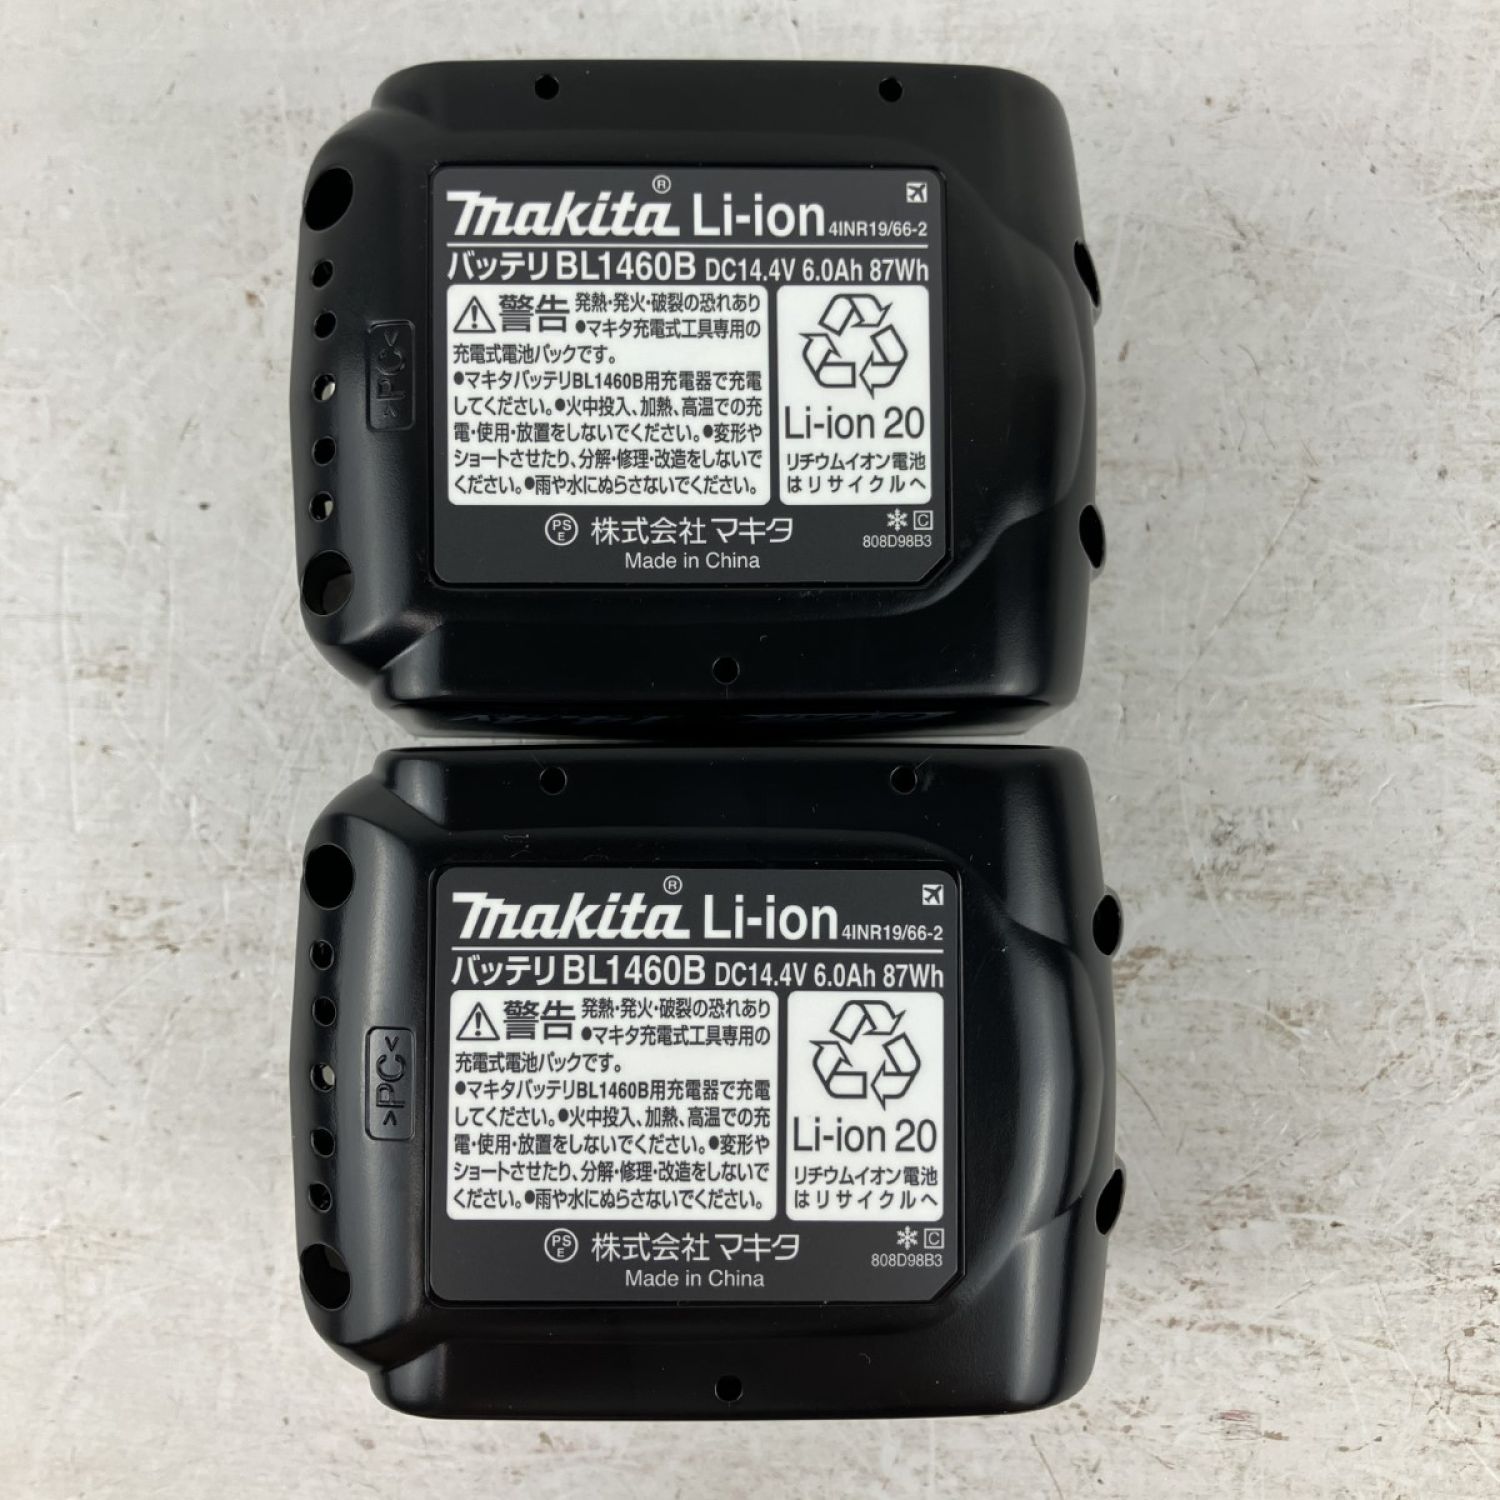 makita® Li-ion 4INR19/66-2
バッテリ BL1460B DC14.4V 6.0Ah 87Wh
警告 発熱・発火・破裂の恐れあり
●マキタ充電式工具専用の
充電式電池パックです。
●マキタバッテリBL1460B用充電器で充電
してください。●火中投入、加熱、高温での充
電・使用・放置をしないでください。●変形や
ショートさせたり、分解・修理・改造をしないで
ください。●雨や水にぬらさないでください。
Li-ion 20
リチウムイオン電池
はリサイクルへ
PSE 株式会社マキタ
Made in China
C
808D98B3
>PC<
makita® Li-ion 4INR19/66-2
バッテリ BL1460B DC14.4V 6.0Ah 87Wh
警告 発熱・発火・破裂の恐れあり
●マキタ充電式工具専用の
充電式電池パックです。
●マキタバッテリBL1460B用充電器で充電
してください。●火中投入、加熱、高温での充
電・使用・放置をしないでください。●変形や
ショートさせたり、分解・修理・改造をしないで
ください。●雨や水にぬらさないでください。
Li-ion 20
リチウムイオン電池
はリサイクルへ
PSE 株式会社マキタ
Made in China
C
808D98B3
>PC<